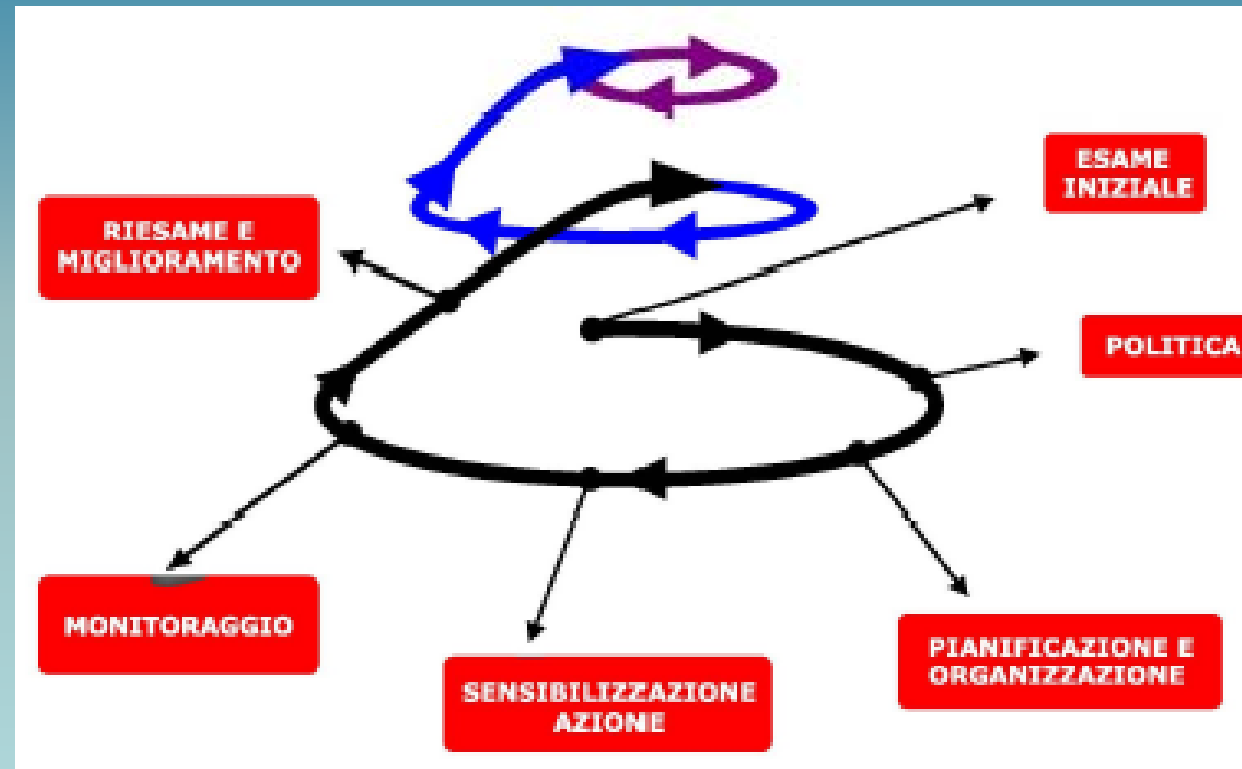 ESAME
INIZIALE
POLITICA
PIANIFICAZIONE E
ORGANIZZAZIONE
SENSIBILIZZAZIONE
AZIONE
MONITORAGGIO
RIESAME E
MIGLIORAMENTO